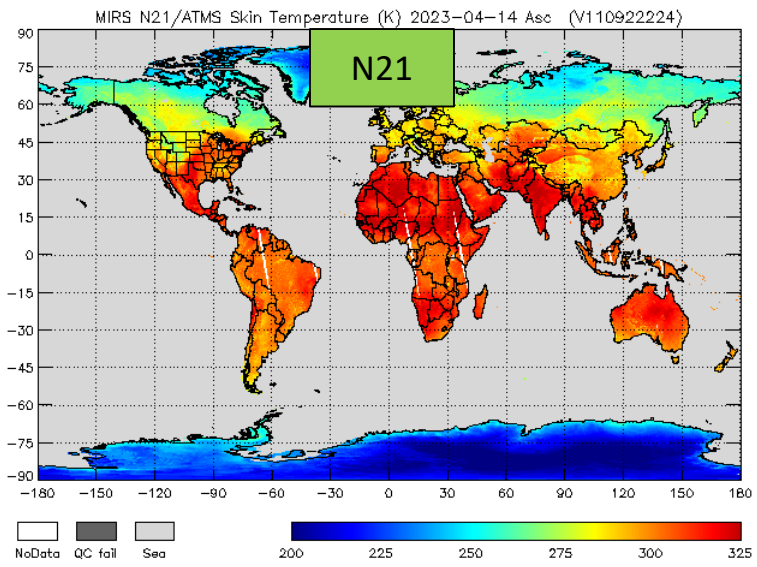 MIRS N21/ATMS Skin Temperature (K) 2023-04-14 Asc (V110922224)
N21
90
75
60
45
30
15
0
-15
-30
-45
-60
-75
-90
-180 -150 -120 -90 -60 -30 0 30 60 90 120 150 180
NoData QC fail Sea
200 225 250 275 300 325